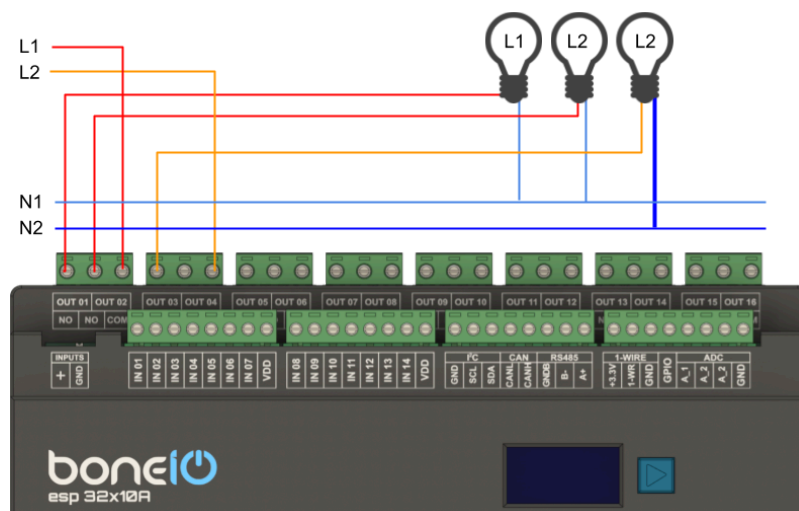 L1 L2 L2
L1
L2
N1
N2
OUT 01 OUT 02 OUT 03 OUT 04 OUT 05 OUT 06 OUT 07 OUT 08 OUT 09 OUT 10 OUT 11 OUT 12 OUT 13 OUT 14 OUT 15 OUT 16
NO NO COM
INPUTS I²C CAN RS485 1-WIRE ADC
+ GND IN 01 IN 02 IN 03 IN 04 IN 05 IN 06 IN 07 VDD IN 08 IN 09 IN 10 IN 11 IN 12 IN 13 IN 14 VDD GND SCL SDA CANL CANH GNDB B- A+ +3.3V 1-WR GND GPIO A_1 A_2 A_2 GND
boneIO
esp 32x10A